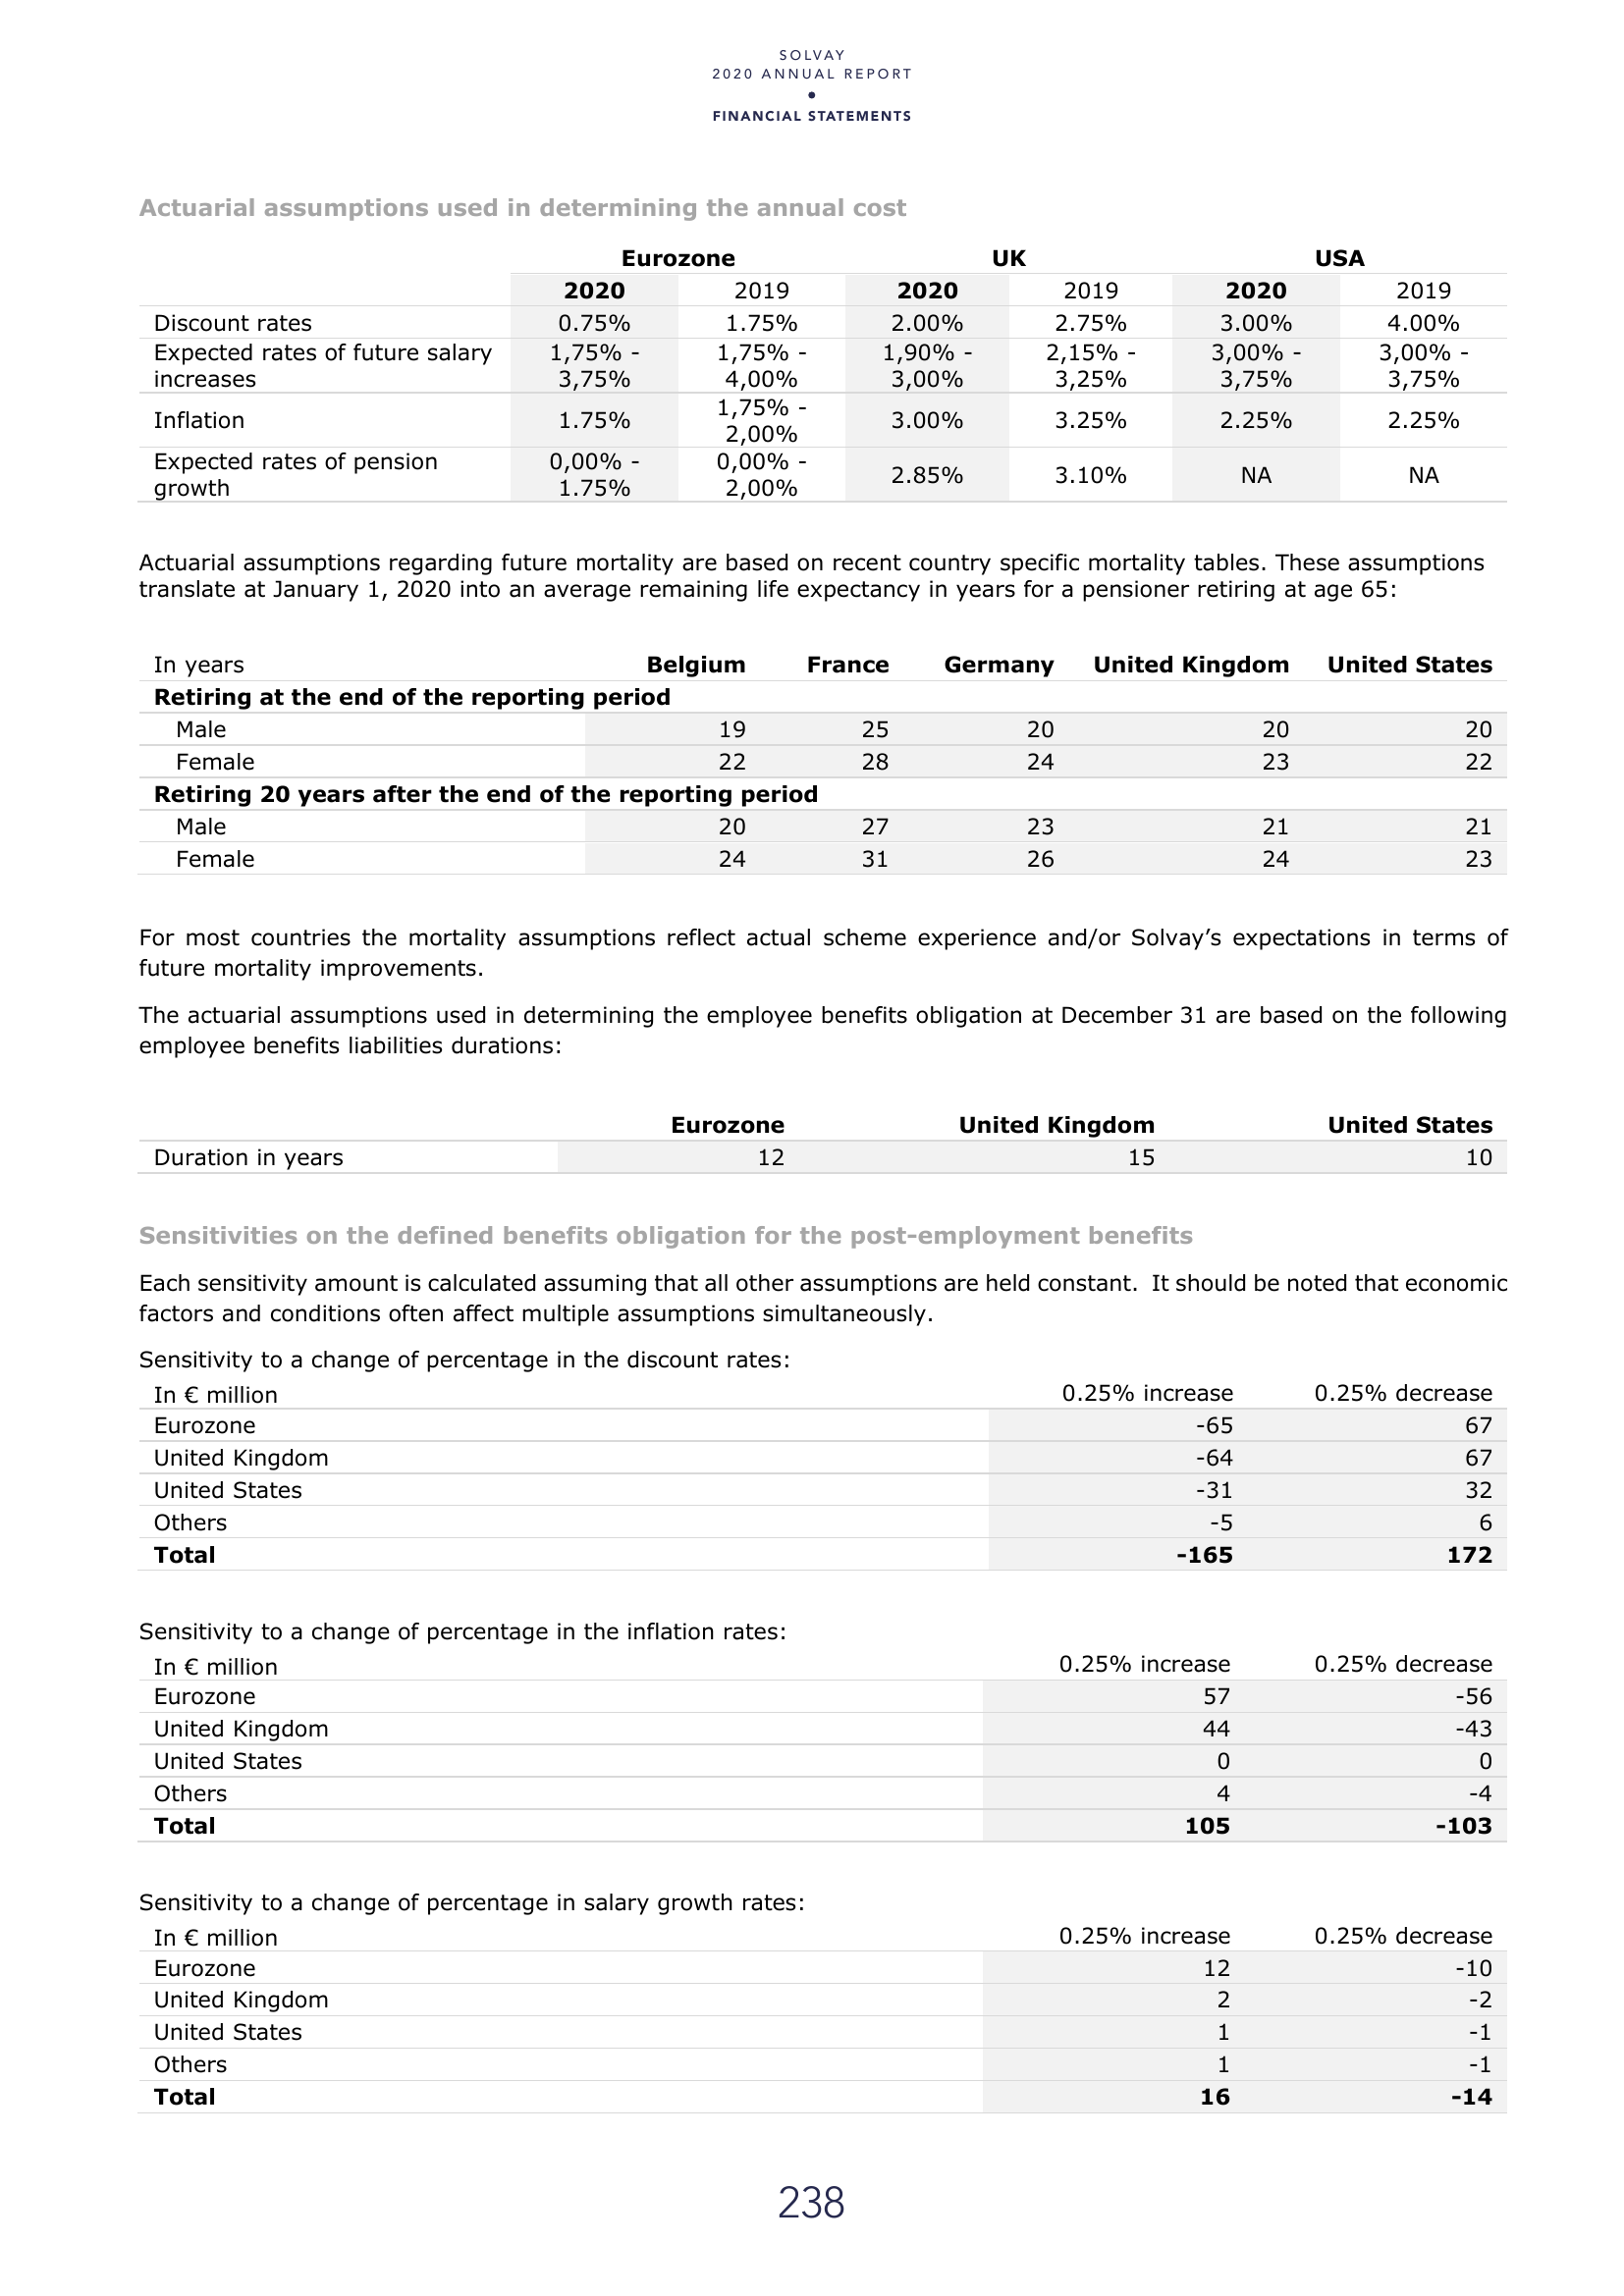 SOLVAY
2020 ANNUAL REPORT
•
FINANCIAL STATEMENTS
Actuarial assumptions used in determining the annual cost
Eurozone UK USA
2020 2019 2020 2019 2020 2019
Discount rates 0.75% 1.75% 2.00% 2.75% 3.00% 4.00%
Expected rates of future salary increases 1,75% - 3,75% 1,75% - 4,00% 1,90% - 3,00% 2,15% - 3,25% 3,00% - 3,75% 3,00% - 3,75%
Inflation 1.75% 1,75% - 2,00% 3.00% 3.25% 2.25% 2.25%
Expected rates of pension growth 0,00% - 1.75% 0,00% - 2,00% 2.85% 3.10% NA NA
Actuarial assumptions regarding future mortality are based on recent country specific mortality tables. These assumptions
translate at January 1, 2020 into an average remaining life expectancy in years for a pensioner retiring at age 65:
In years Belgium France Germany United Kingdom United States
Retiring at the end of the reporting period
Male 19 25 20 20 20
Female 22 28 24 23 22
Retiring 20 years after the end of the reporting period
Male 20 27 23 21 21
Female 24 31 26 24 23
For most countries the mortality assumptions reflect actual scheme experience and/or Solvay’s expectations in terms of
future mortality improvements.
The actuarial assumptions used in determining the employee benefits obligation at December 31 are based on the following
employee benefits liabilities durations:
Eurozone United Kingdom United States
Duration in years 12 15 10
Sensitivities on the defined benefits obligation for the post-employment benefits
Each sensitivity amount is calculated assuming that all other assumptions are held constant. It should be noted that economic
factors and conditions often affect multiple assumptions simultaneously.
Sensitivity to a change of percentage in the discount rates:
In € million 0.25% increase 0.25% decrease
Eurozone -65 67
United Kingdom -64 67
United States -31 32
Others -5 6
Total -165 172
Sensitivity to a change of percentage in the inflation rates:
In € million 0.25% increase 0.25% decrease
Eurozone 57 -56
United Kingdom 44 -43
United States 0 0
Others 4 -4
Total 105 -103
Sensitivity to a change of percentage in salary growth rates:
In € million 0.25% increase 0.25% decrease
Eurozone 12 -10
United Kingdom 2 -2
United States 1 -1
Others 1 -1
Total 16 -14
238